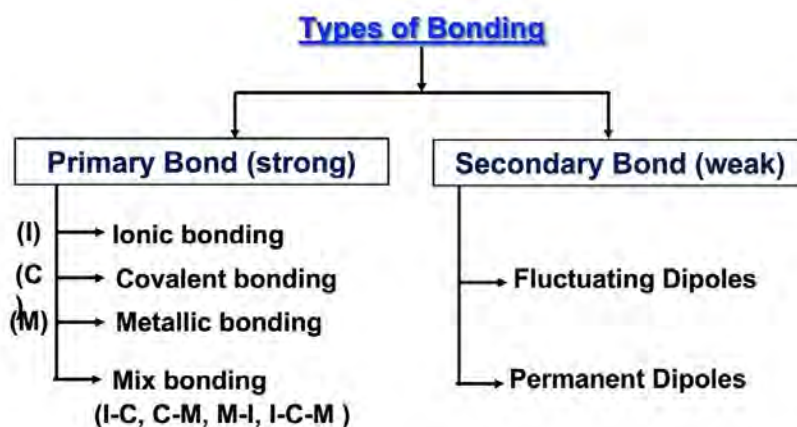 Types of Bonding
Primary Bond (strong)
(I) Ionic bonding
(C) Covalent bonding
(M) Metallic bonding
Mix bonding
(I-C, C-M, M-I, I-C-M )
Secondary Bond (weak)
Fluctuating Dipoles
Permanent Dipoles